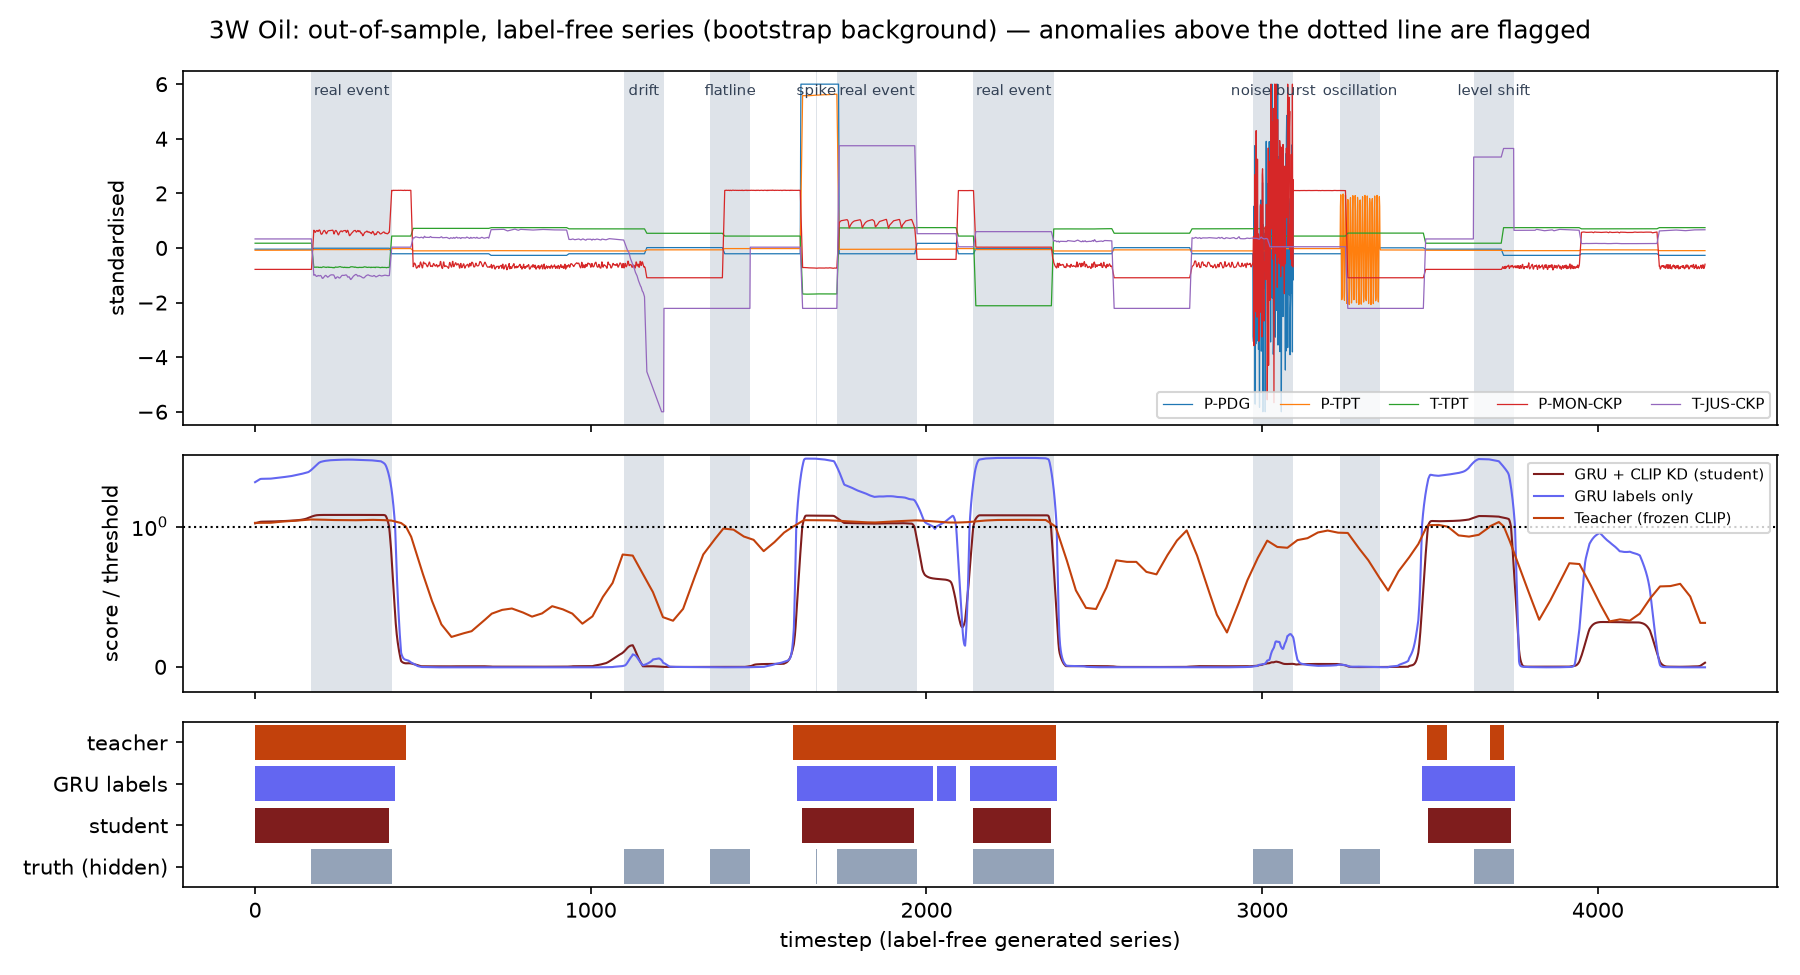 3W Oil: out-of-sample, label-free series (bootstrap background) — anomalies above the dotted line are flagged
real event
drift
flatline
spike
real event
real event
noise burst
oscillation
level shift
standardised
6
4
2
0
−2
−4
−6
P-PDG
P-TPT
T-TPT
P-MON-CKP
T-JUS-CKP
score / threshold
10⁰
0
GRU + CLIP KD (student)
GRU labels only
Teacher (frozen CLIP)
teacher
GRU labels
student
truth (hidden)
0
1000
2000
3000
4000
timestep (label-free generated series)